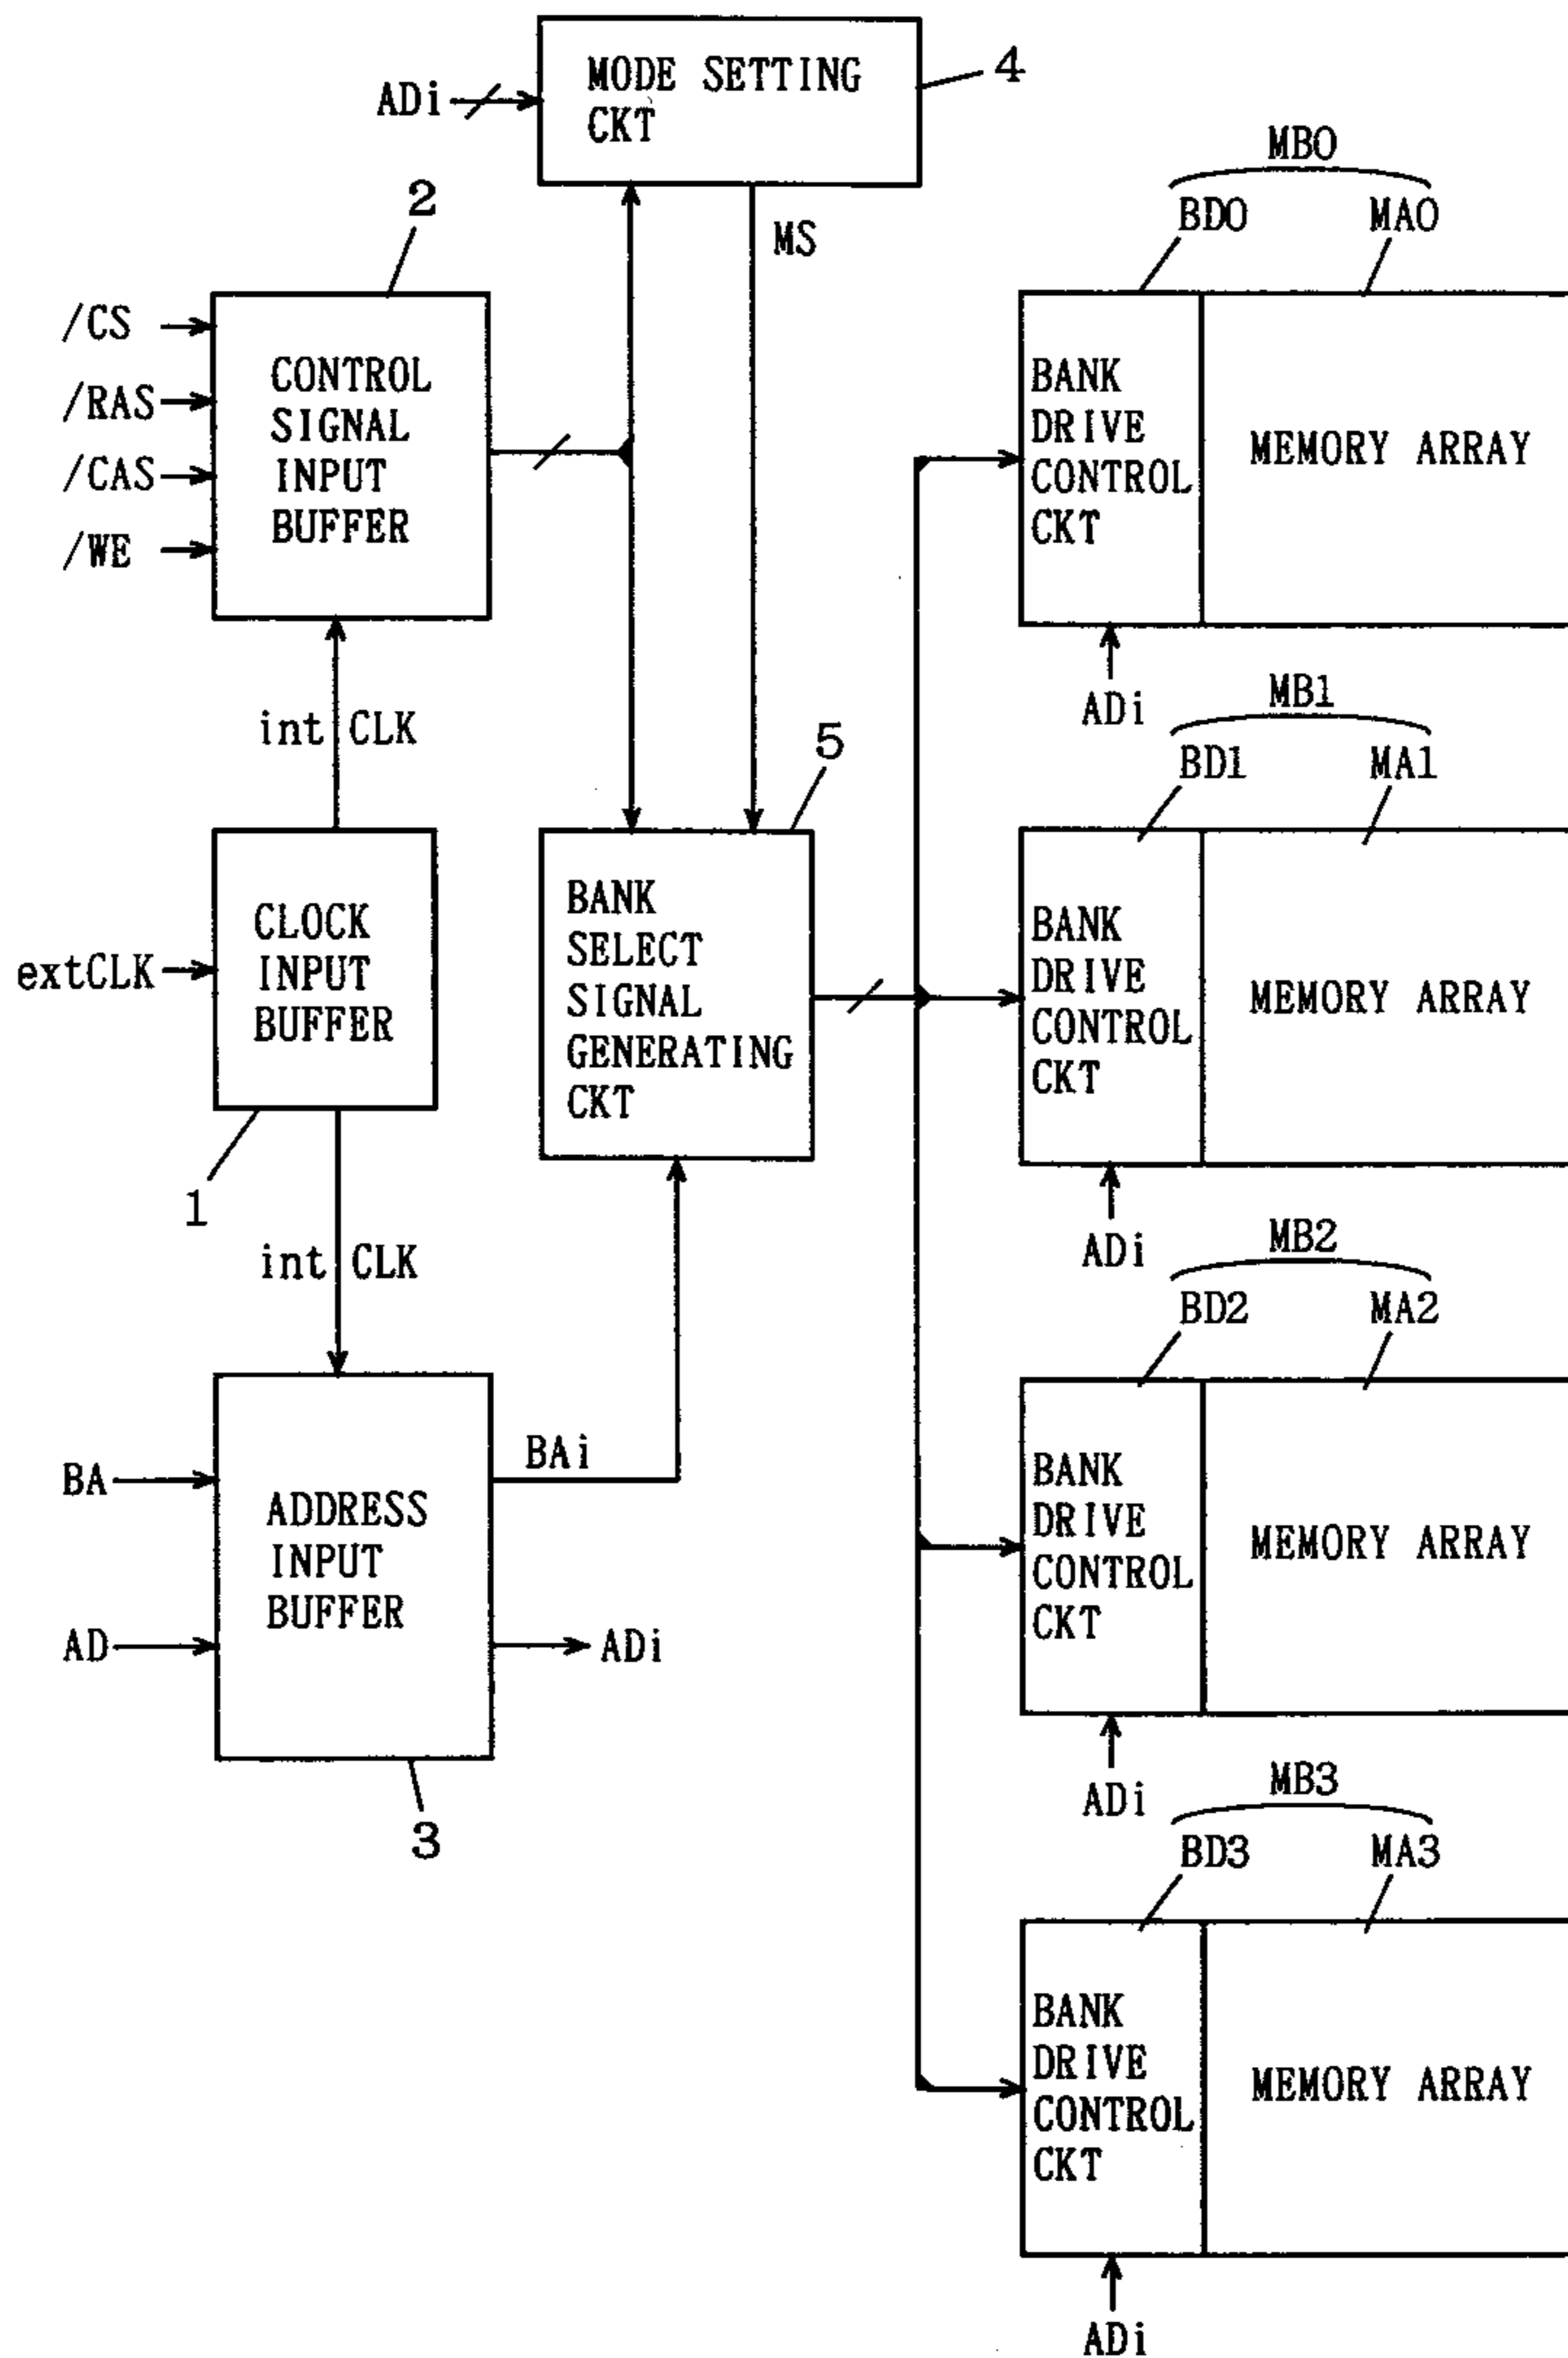 MODE SETTING
CKT
4
ADi
MS
2
/CS
/RAS
/CAS
/WE
CONTROL
SIGNAL
INPUT
BUFFER
int CLK
extCLK
CLOCK
INPUT
BUFFER
1
int CLK
5
BANK
SELECT
SIGNAL
GENERATING
CKT
BA
AD
ADDRESS
INPUT
BUFFER
BAi
ADi
3
MB0
BD0 MA0
BANK
DRIVE
CONTROL
CKT
MEMORY ARRAY
ADi
MB1
BD1 MA1
BANK
DRIVE
CONTROL
CKT
MEMORY ARRAY
ADi
MB2
BD2 MA2
BANK
DRIVE
CONTROL
CKT
MEMORY ARRAY
ADi
MB3
BD3 MA3
BANK
DRIVE
CONTROL
CKT
MEMORY ARRAY
ADi